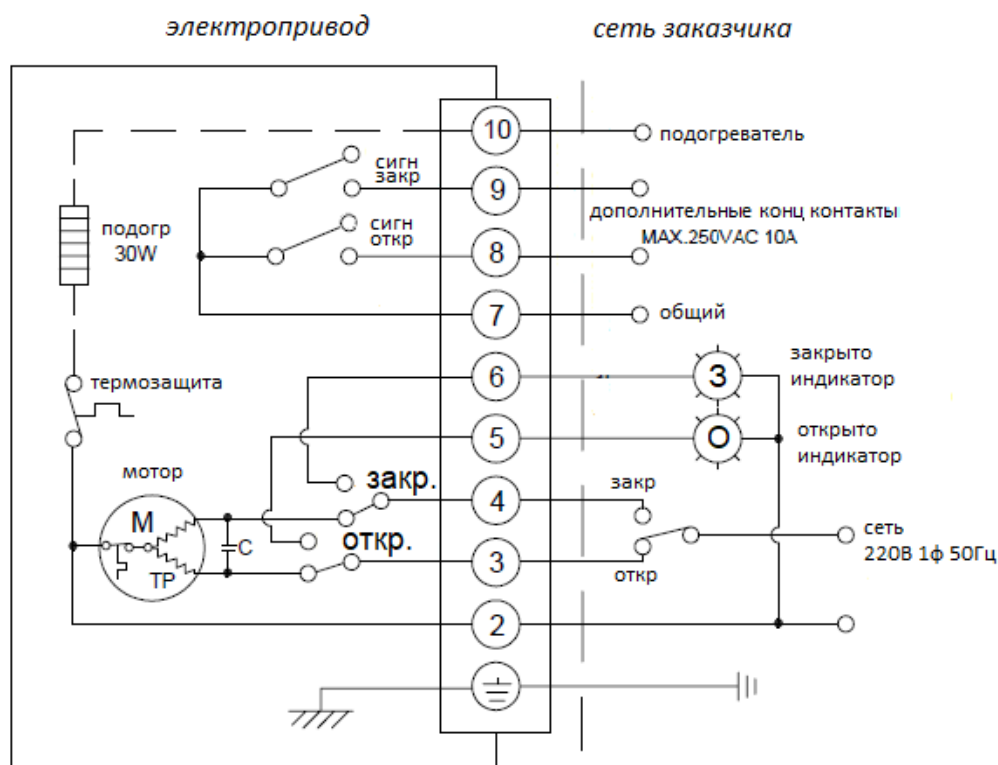 электропривод
сеть заказчика
10
подогреватель
сигн
закр
9
дополнительные конц контакты
MAX.250VAC 10A
подогр
30W
сигн
откр
8
7
общий
термозащита
6
З
закрыто
индикатор
5
О
открыто
индикатор
мотор
закр.
4
закр
М
С
откр.
3
откр
сеть
220В 1ф 50Гц
ТР
2